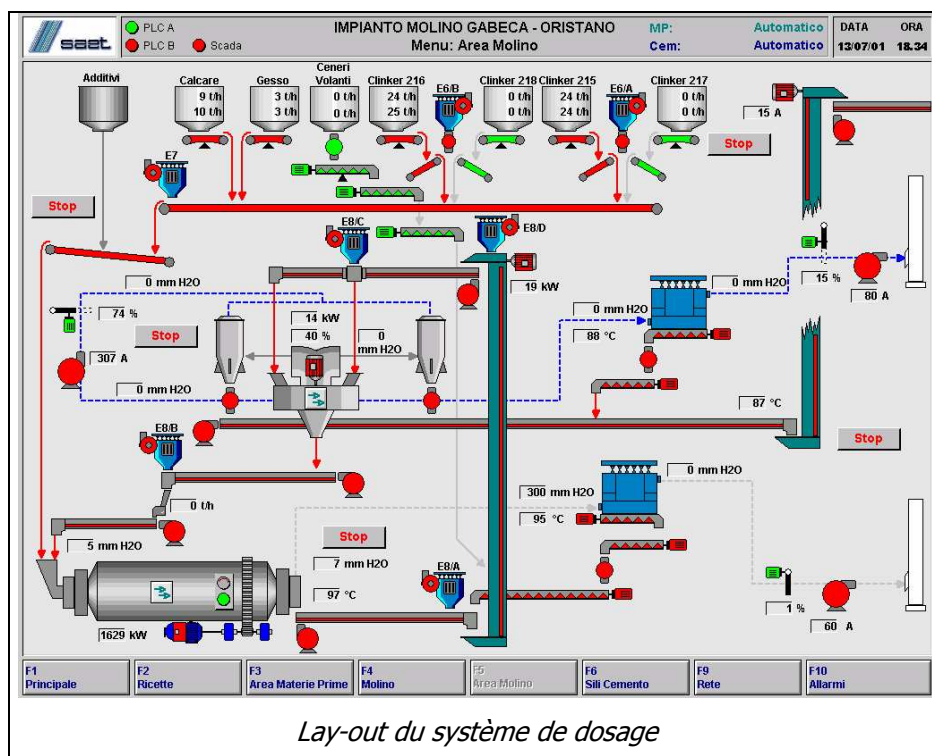 saet
PLC A
PLC B
Scada
IMPIANTO MOLINO GABECA - ORISTANO
Menu: Area Molino
MP: Automatico
Cem: Automatico
DATA ORA
13/07/01 18.34
Additivi
Calcare
9 t/h
10 t/h
Gesso
3 t/h
3 t/h
Ceneri
Volanti
0 t/h
0 t/h
Clinker 216
24 t/h
25 t/h
E6/B
Clinker 218
0 t/h
0 t/h
Clinker 215
24 t/h
24 t/h
E6/A
Clinker 217
0 t/h
0 t/h
15 A
Stop
E7
Stop
E8/C
E8/D
19 kW
0 mm H2O
74 %
Stop
14 kW
40 %
0
mm H2O
307 A
0 mm H2O
0 mm H2O
88 °C
0 mm H2O
15 %
80 A
87 °C
Stop
E8/B
0 t/h
5 mm H2O
Stop
7 mm H2O
97 °C
E8/A
300 mm H2O
95 °C
0 mm H2O
1 %
60 A
1629 kW
F1
Principale
F2
Ricette
F3
Area Materie Prime
F4
Molino
F5
Area Molino
F6
Sili Cemento
F9
Rete
F10
Allarmi
Lay-out du système de dosage